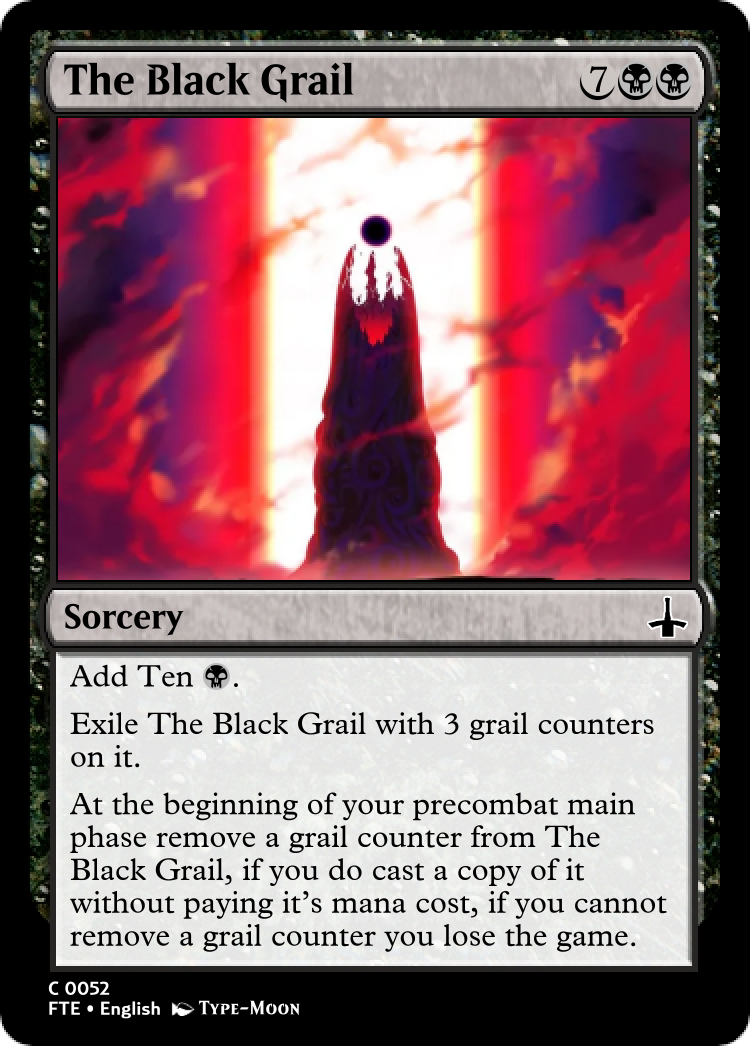 The Black Grail 7
Sorcery
Add Ten .
Exile The Black Grail with 3 grail counters
on it.
At the beginning of your precombat main
phase remove a grail counter from The
Black Grail, if you do cast a copy of it
without paying it's mana cost, if you cannot
remove a grail counter you lose the game.
C 0052
FTE • English Type-Moon